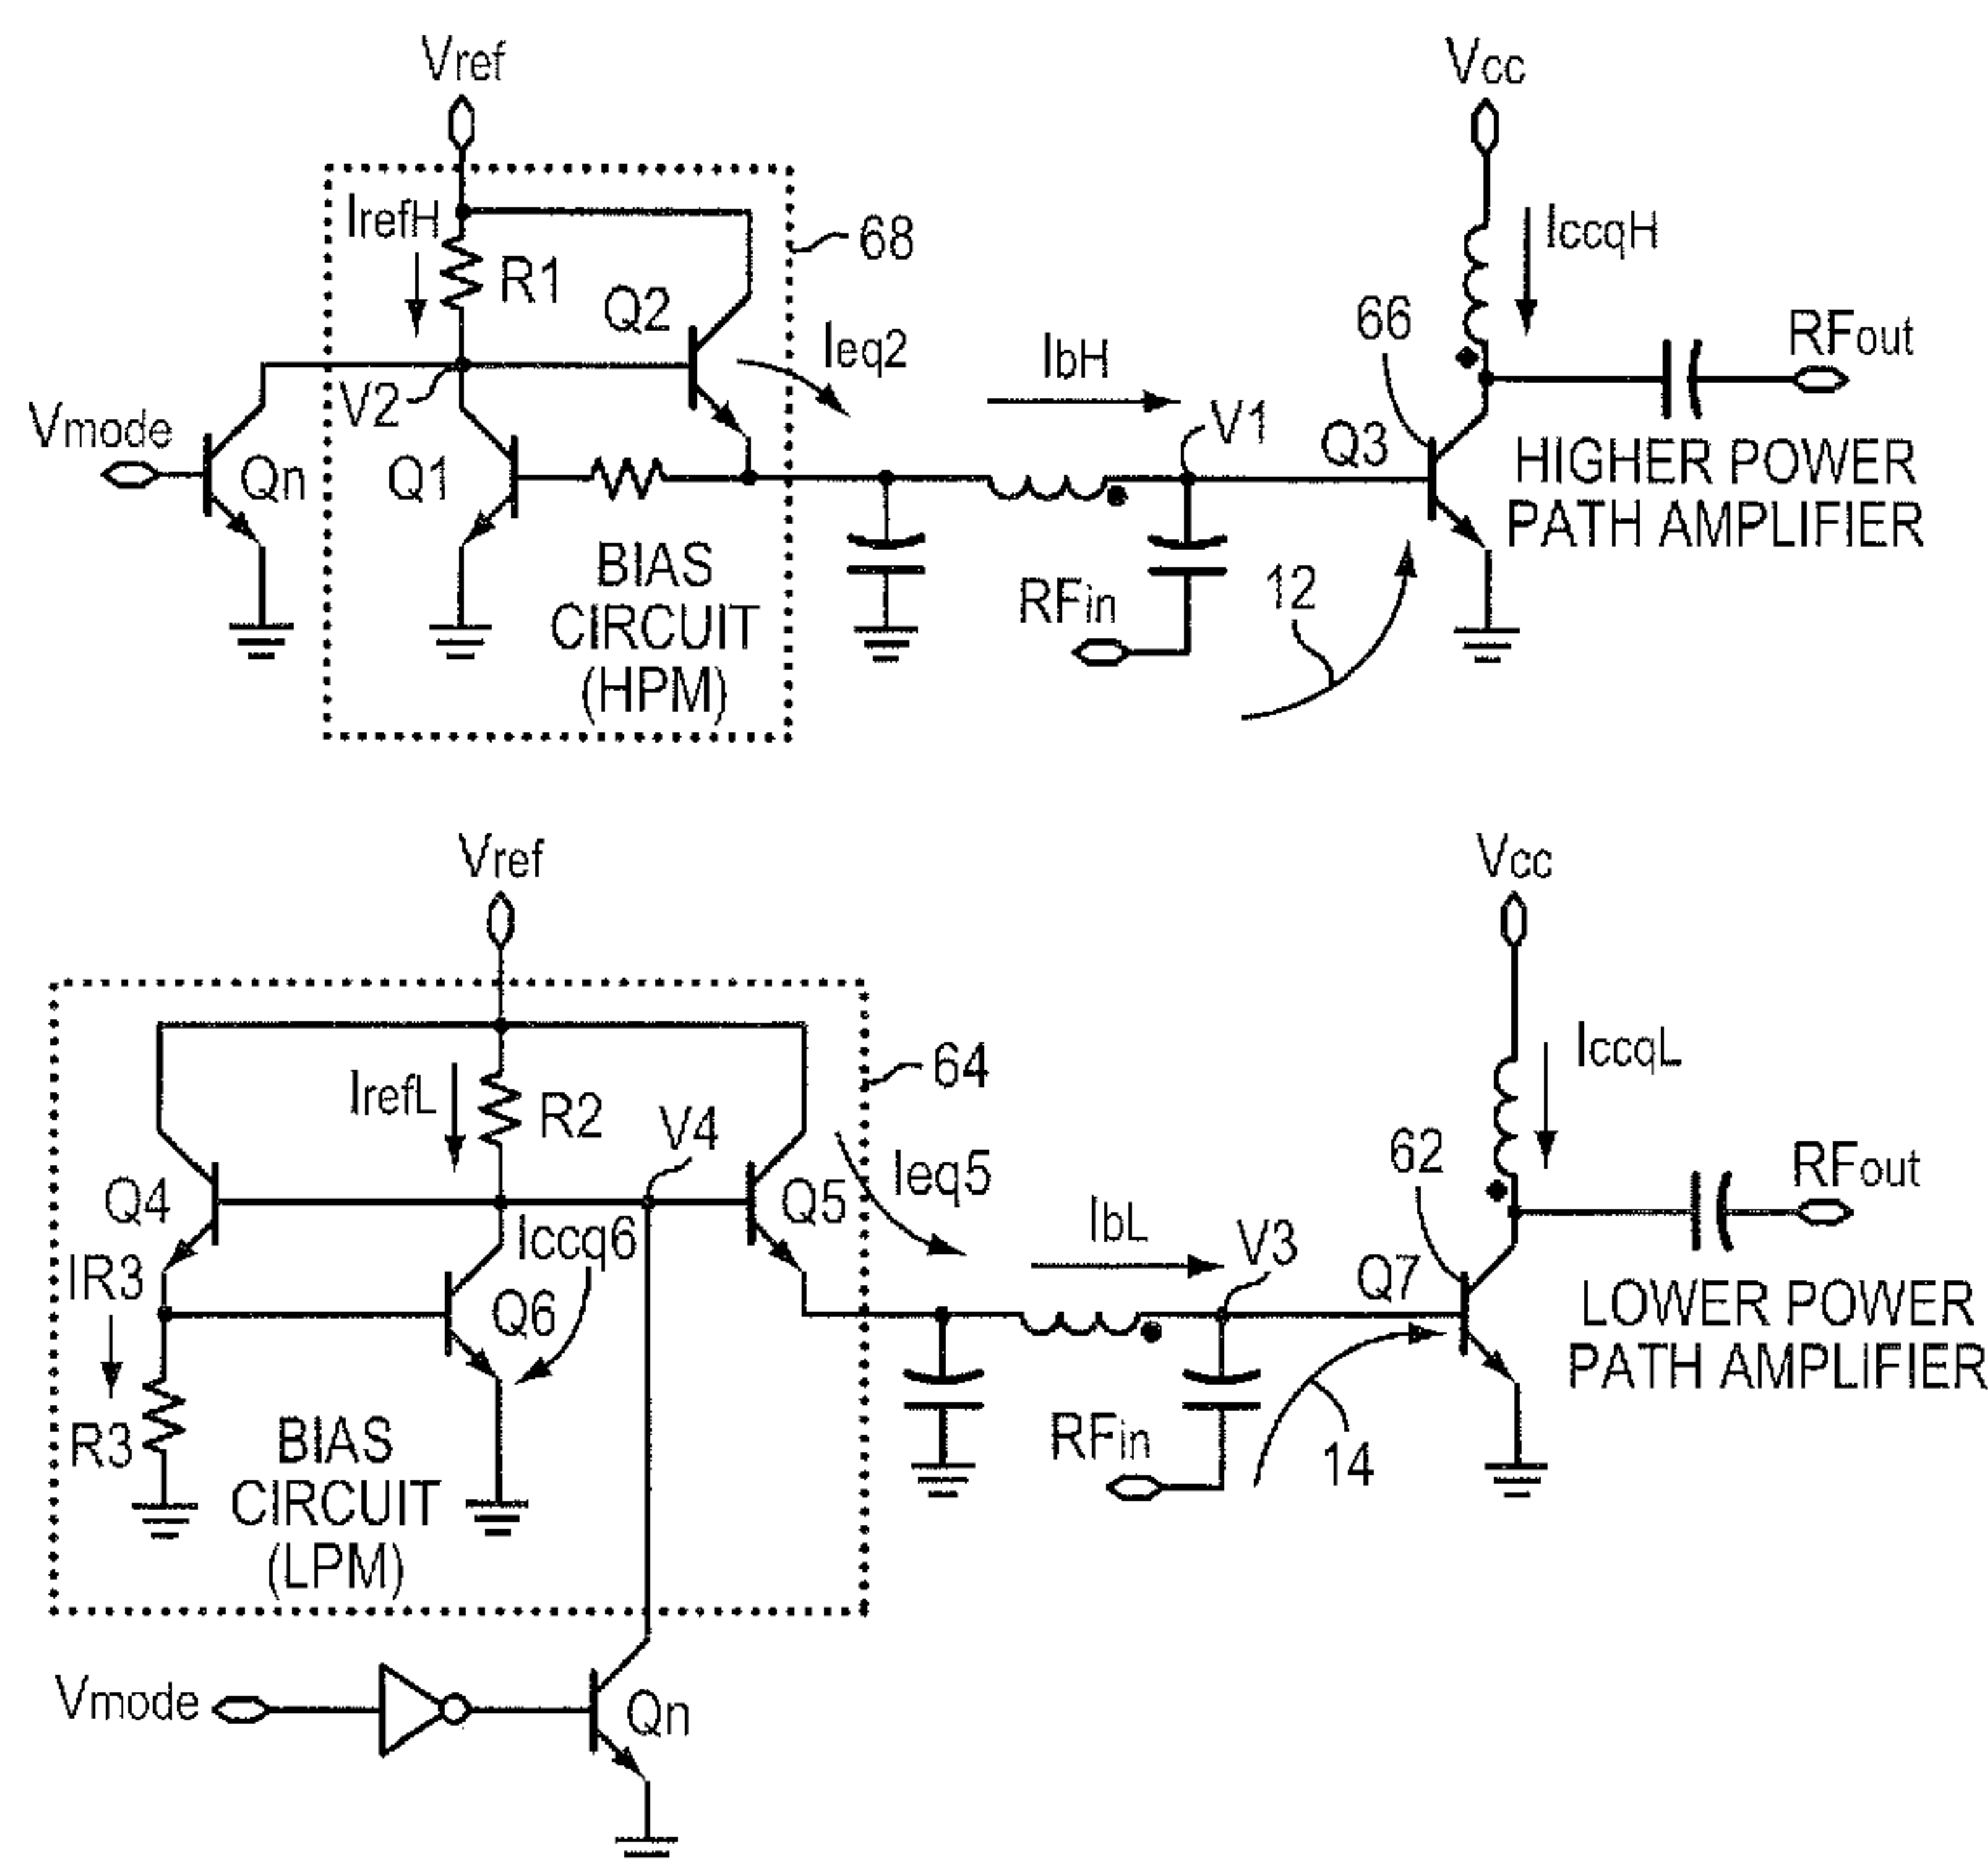 Vref
Vcc
IrefH
R1
68
IccqH
Q2
Ieq2
IbH
66
RFout
V2
V1
Vmode
Qn
Q1
Q3
HIGHER POWER
PATH AMPLIFIER
BIAS
CIRCUIT
(HPM)
RFin
12
Vref
Vcc
IrefL
R2
V4
64
IccqL
Q4
Q5
Ieq5
62
RFout
IR3
Iccq6
IbL
V3
Q6
Q7
LOWER POWER
PATH AMPLIFIER
R3
BIAS
CIRCUIT
(LPM)
RFin
14
Vmode
Qn